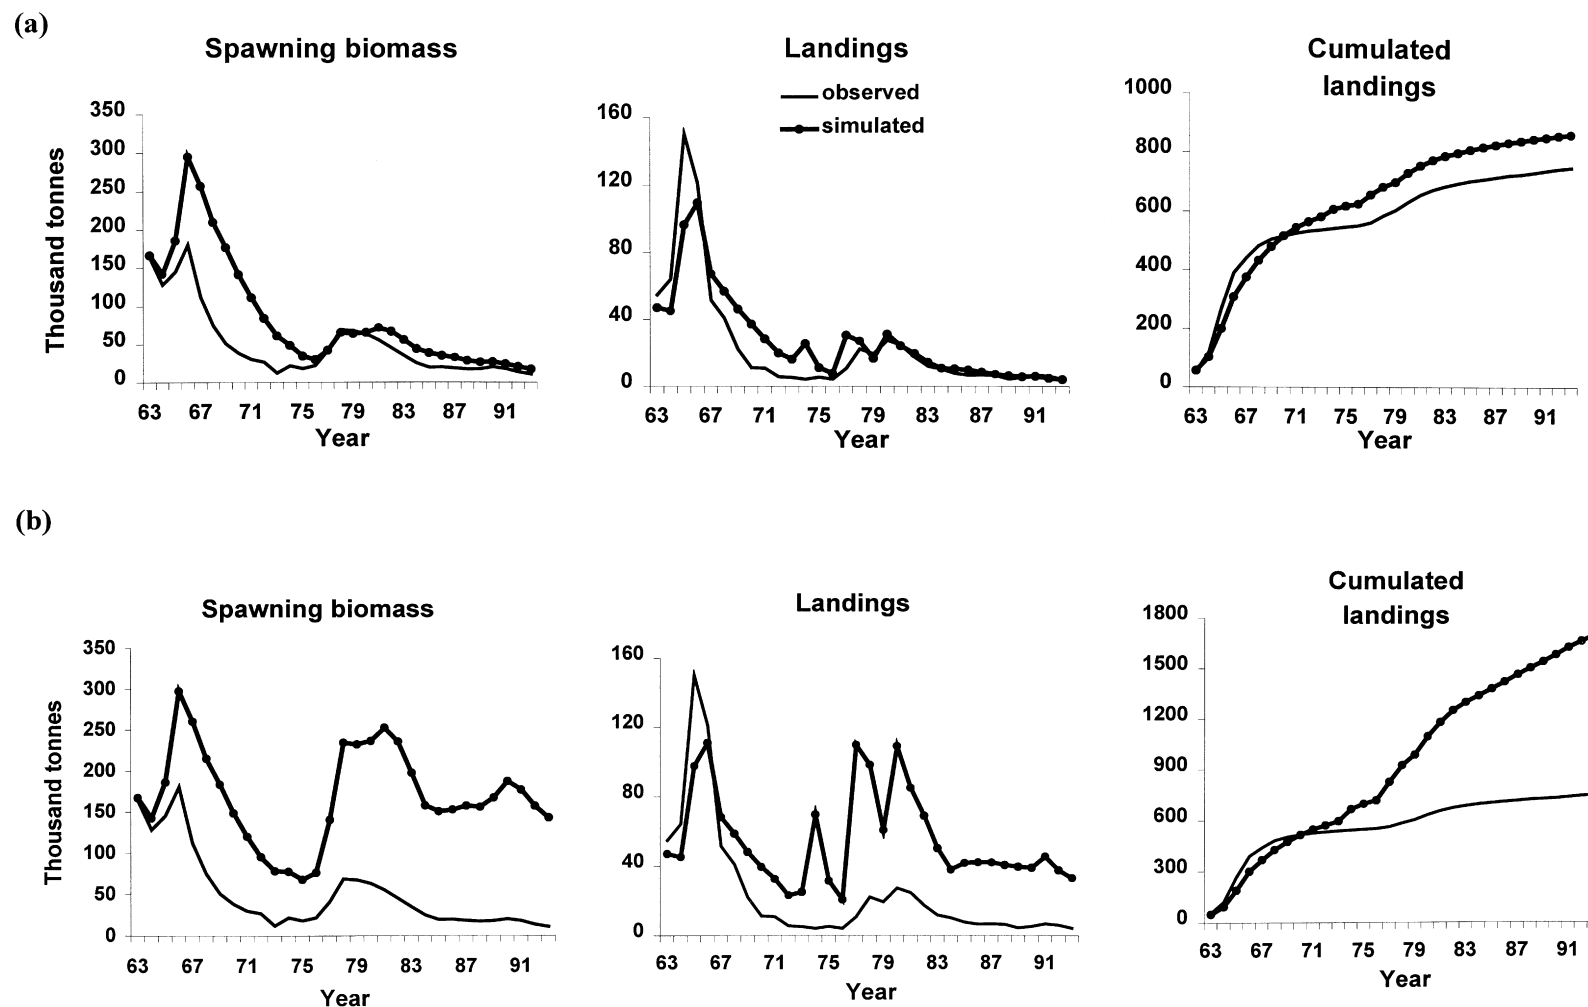 (a)
Spawning biomass
Thousand tonnes
350
300
250
200
150
100
50
0
63 67 71 75 79 83 87 91
Year
Landings
observed
simulated
160
120
80
40
0
63 67 71 75 79 83 87 91
Year
Cumulated
landings
1000
800
600
400
200
0
63 67 71 75 79 83 87 91
Year
(b)
Spawning biomass
Thousand tonnes
350
300
250
200
150
100
50
0
63 67 71 75 79 83 87 91
Year
Landings
160
120
80
40
0
63 67 71 75 79 83 87 91
Year
Cumulated
landings
1800
1500
1200
900
600
300
0
63 67 71 75 79 83 87 91
Year